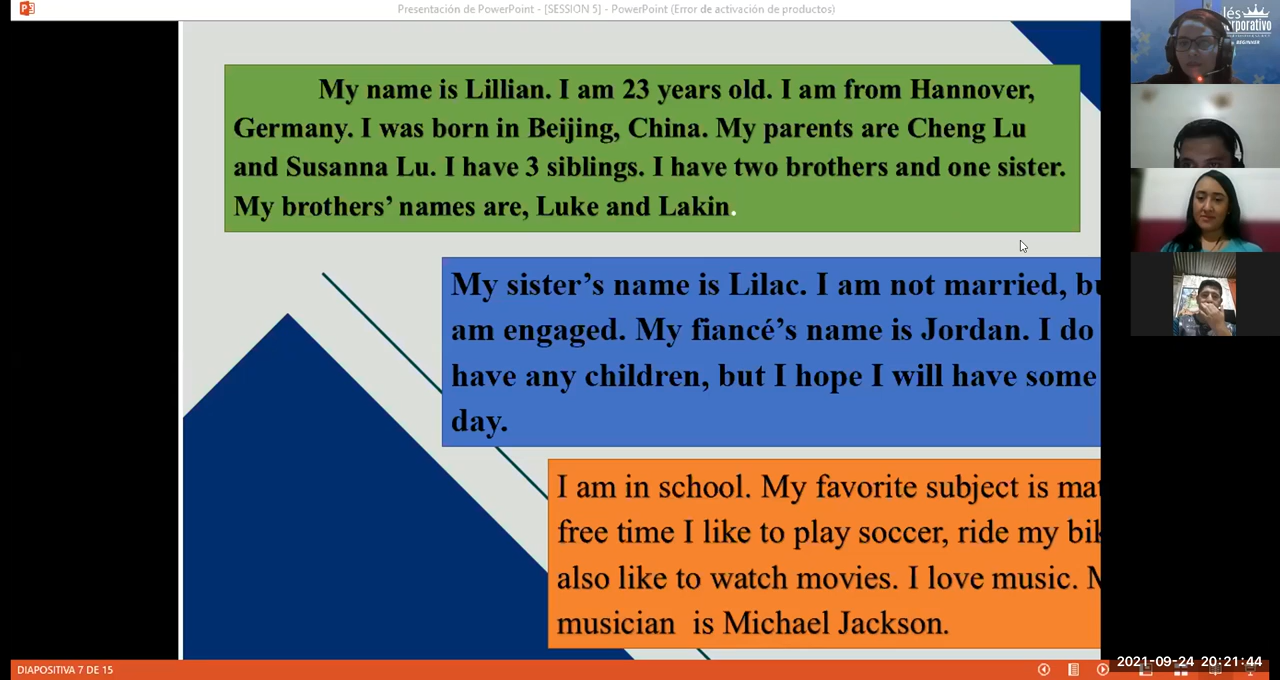 Presentación de PowerPoint - [SESSION 5] - PowerPoint (Error de activación de productos)
lés
BEGINNER
My name is Lillian. I am 23 years old. I am from Hannover,
Germany. I was born in Beijing, China. My parents are Cheng Lu
and Susanna Lu. I have 3 siblings. I have two brothers and one sister.
My brothers’ names are, Luke and Lakin.
My sister’s name is Lilac. I am not married,
am engaged. My fiancé’s name is Jordan. I do
have any children, but I hope I will have some
day.
I am in school. My favorite subject is
free time I like to play soccer, ride my
also like to watch movies. I love music.
musician is Michael Jackson.
DIAPOSITIVA 7 DE 15
2021-09-24 20:21:44